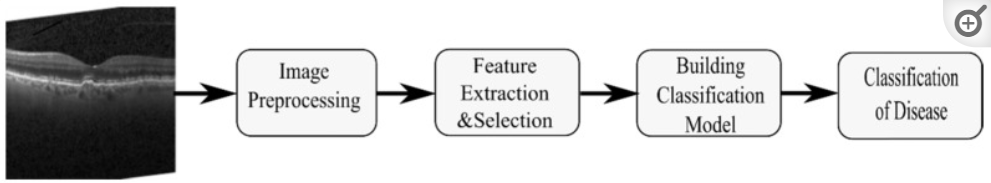 Image
Preprocessing
Feature
Extraction
&Selection
Building
Classification
Model
Classification
of Disease